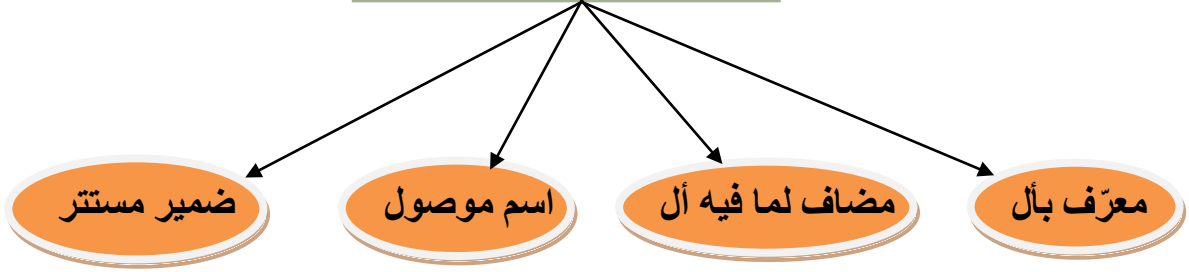 معرّف بأل
مضاف لما فيه أل
اسم موصول
ضمير مستتر